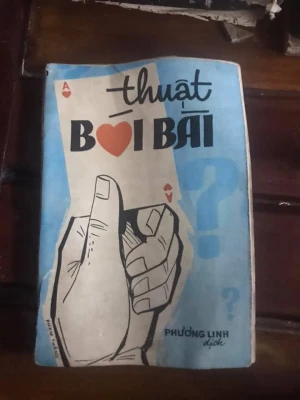 A
thuật
BÓI BÀI
A
?
?
PHƯƠNG LINH
dịch